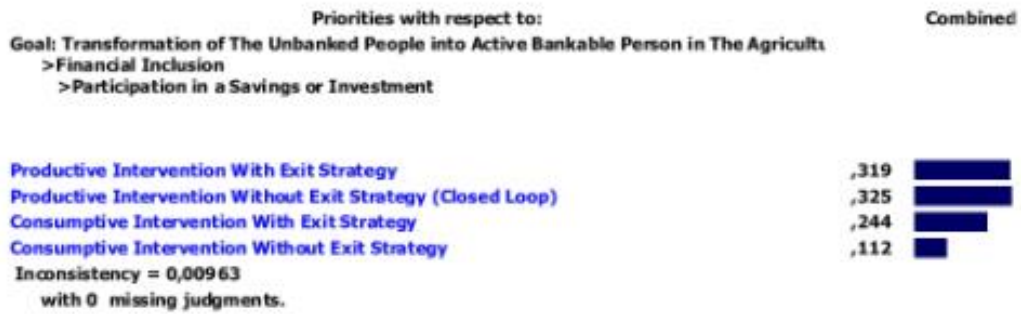 Priorities with respect to: Combined
Goal: Transformation of The Unbanked People into Active Bankable Person in The Agricultu
>Financial Inclusion
>Participation in a Savings or Investment
Productive Intervention With Exit Strategy ,319
Productive Intervention Without Exit Strategy (Closed Loop) ,325
Consumptive Intervention With Exit Strategy ,244
Consumptive Intervention Without Exit Strategy ,112
Inconsistency = 0,00963
with 0 missing judgments.